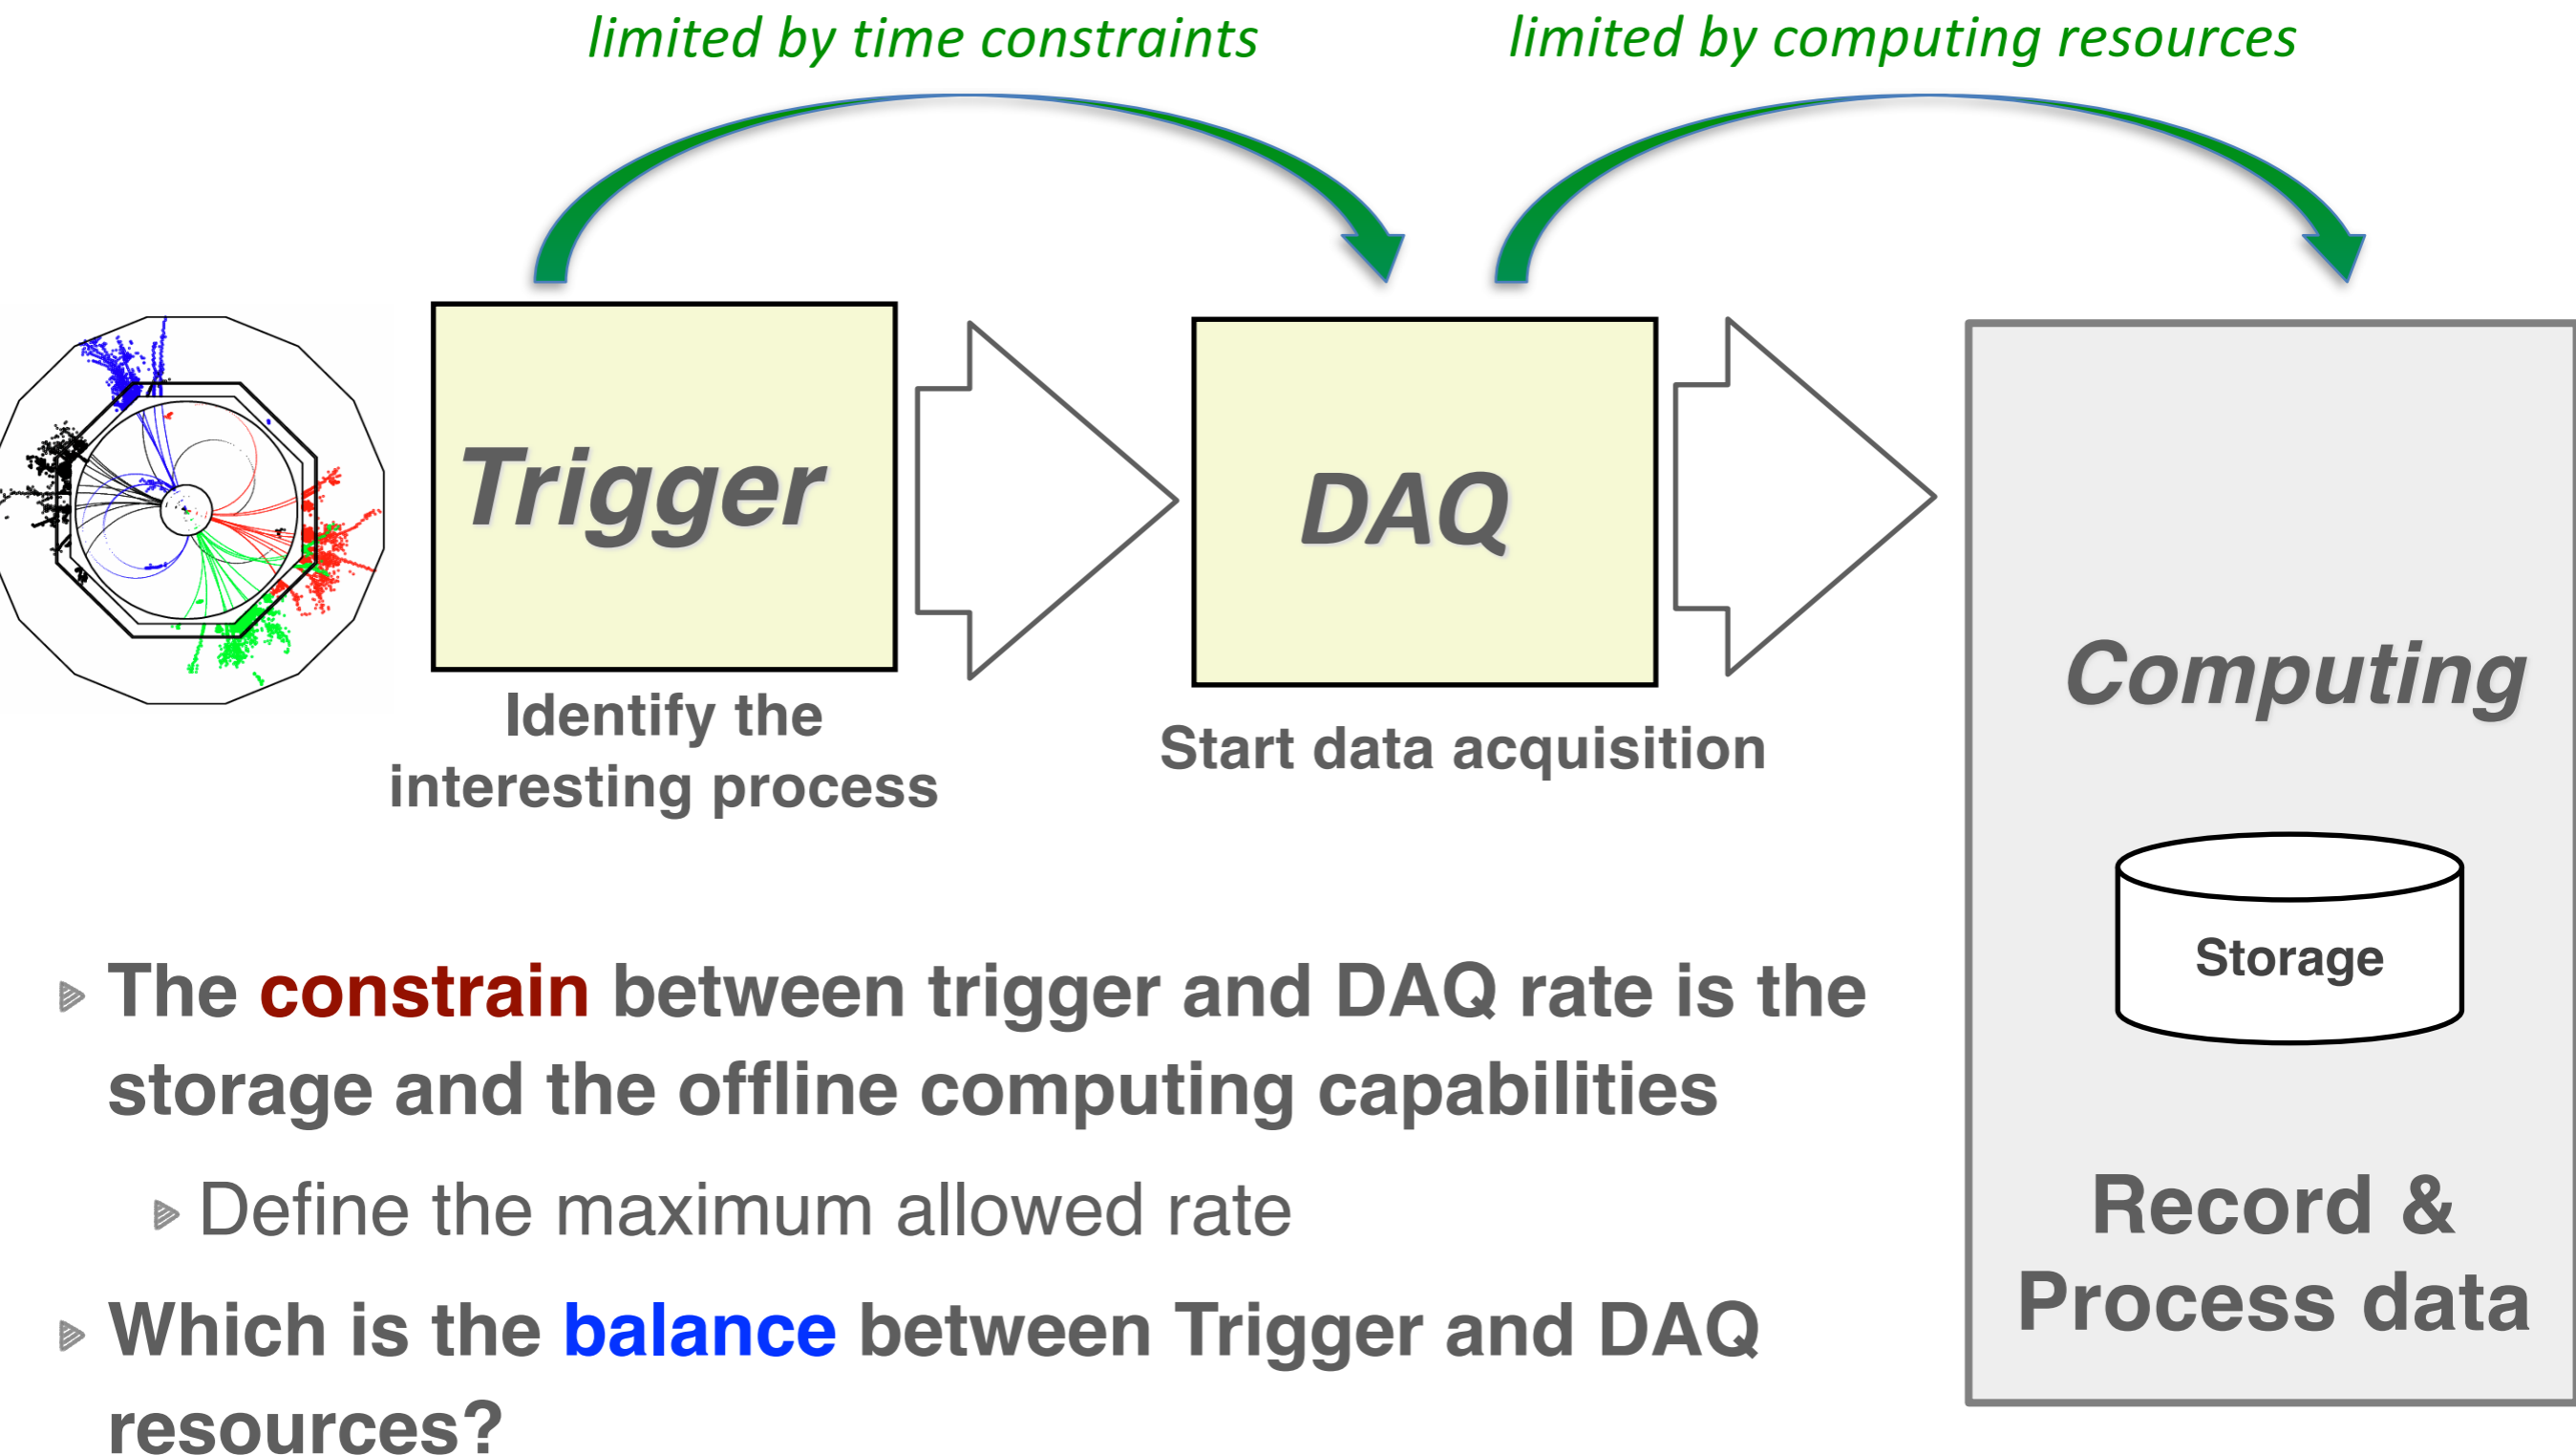 limited by time constraints
limited by computing resources
Trigger
DAQ
Identify the
interesting process
Start data acquisition
Computing
Storage
Record &
Process data
The constrain between trigger and DAQ rate is the
storage and the offline computing capabilities
Define the maximum allowed rate
Which is the balance between Trigger and DAQ
resources?